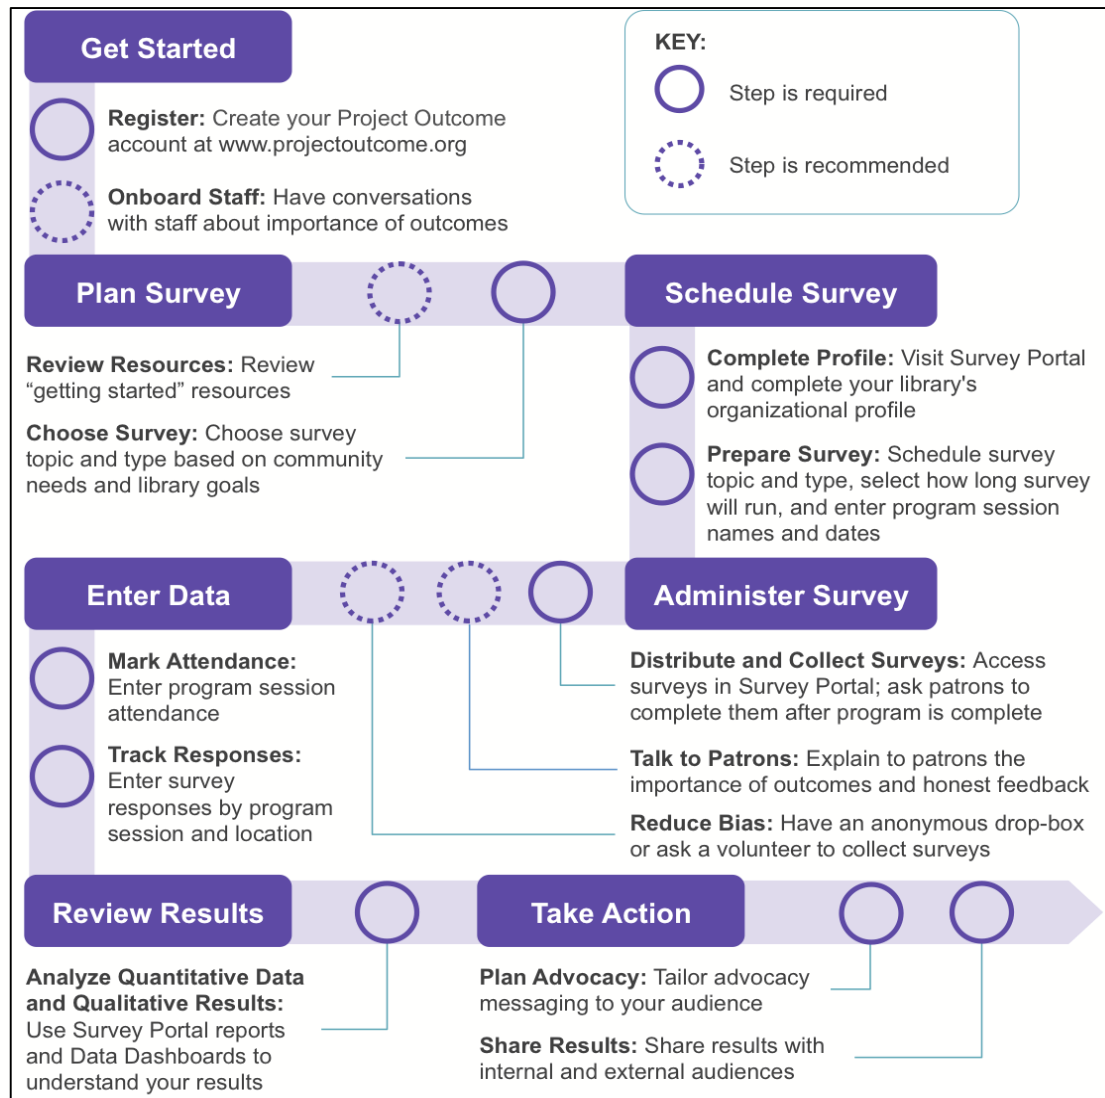 Get Started
KEY:
Step is required
Step is recommended
Register: Create your Project Outcome
account at www.projectoutcome.org
Onboard Staff: Have conversations
with staff about importance of outcomes
Plan Survey
Review Resources: Review
“getting started” resources
Choose Survey: Choose survey
topic and type based on community
needs and library goals
Schedule Survey
Complete Profile: Visit Survey Portal
and complete your library's
organizational profile
Prepare Survey: Schedule survey
topic and type, select how long survey
will run, and enter program session
names and dates
Administer Survey
Distribute and Collect Surveys: Access
surveys in Survey Portal; ask patrons to
complete them after program is complete
Talk to Patrons: Explain to patrons the
importance of outcomes and honest feedback
Reduce Bias: Have an anonymous drop-box
or ask a volunteer to collect surveys
Enter Data
Mark Attendance:
Enter program session
attendance
Track Responses:
Enter survey
responses by program
session and location
Review Results
Analyze Quantitative Data
and Qualitative Results:
Use Survey Portal reports
and Data Dashboards to
understand your results
Take Action
Plan Advocacy: Tailor advocacy
messaging to your audience
Share Results: Share results with
internal and external audiences